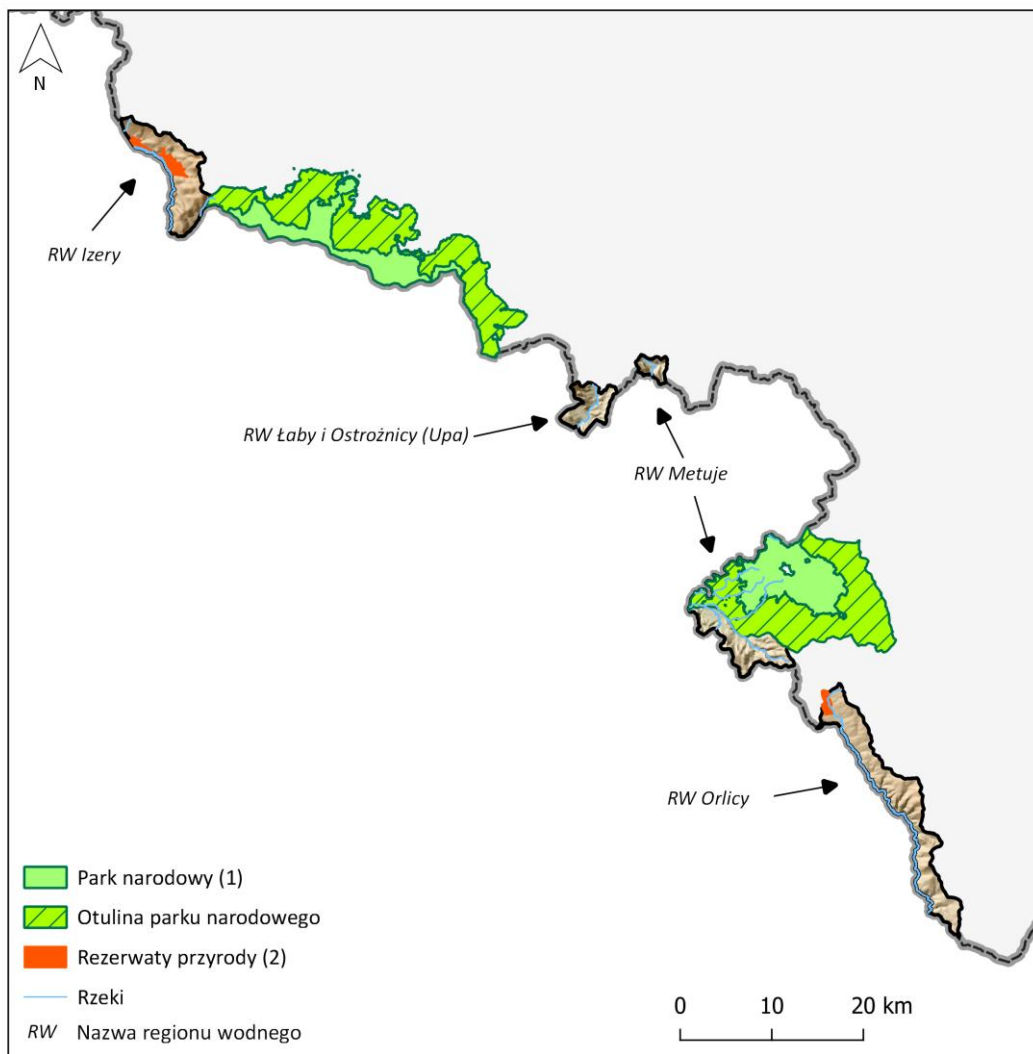 N
RW Izery
RW Łaby i Ostrożnicy (Upa)
RW Metuje
RW Orlicy
Park narodowy (1)
Otulina parku narodowego
Rezerwaty przyrody (2)
Rzeki
RW Nazwa regionu wodnego
0 10 20 km